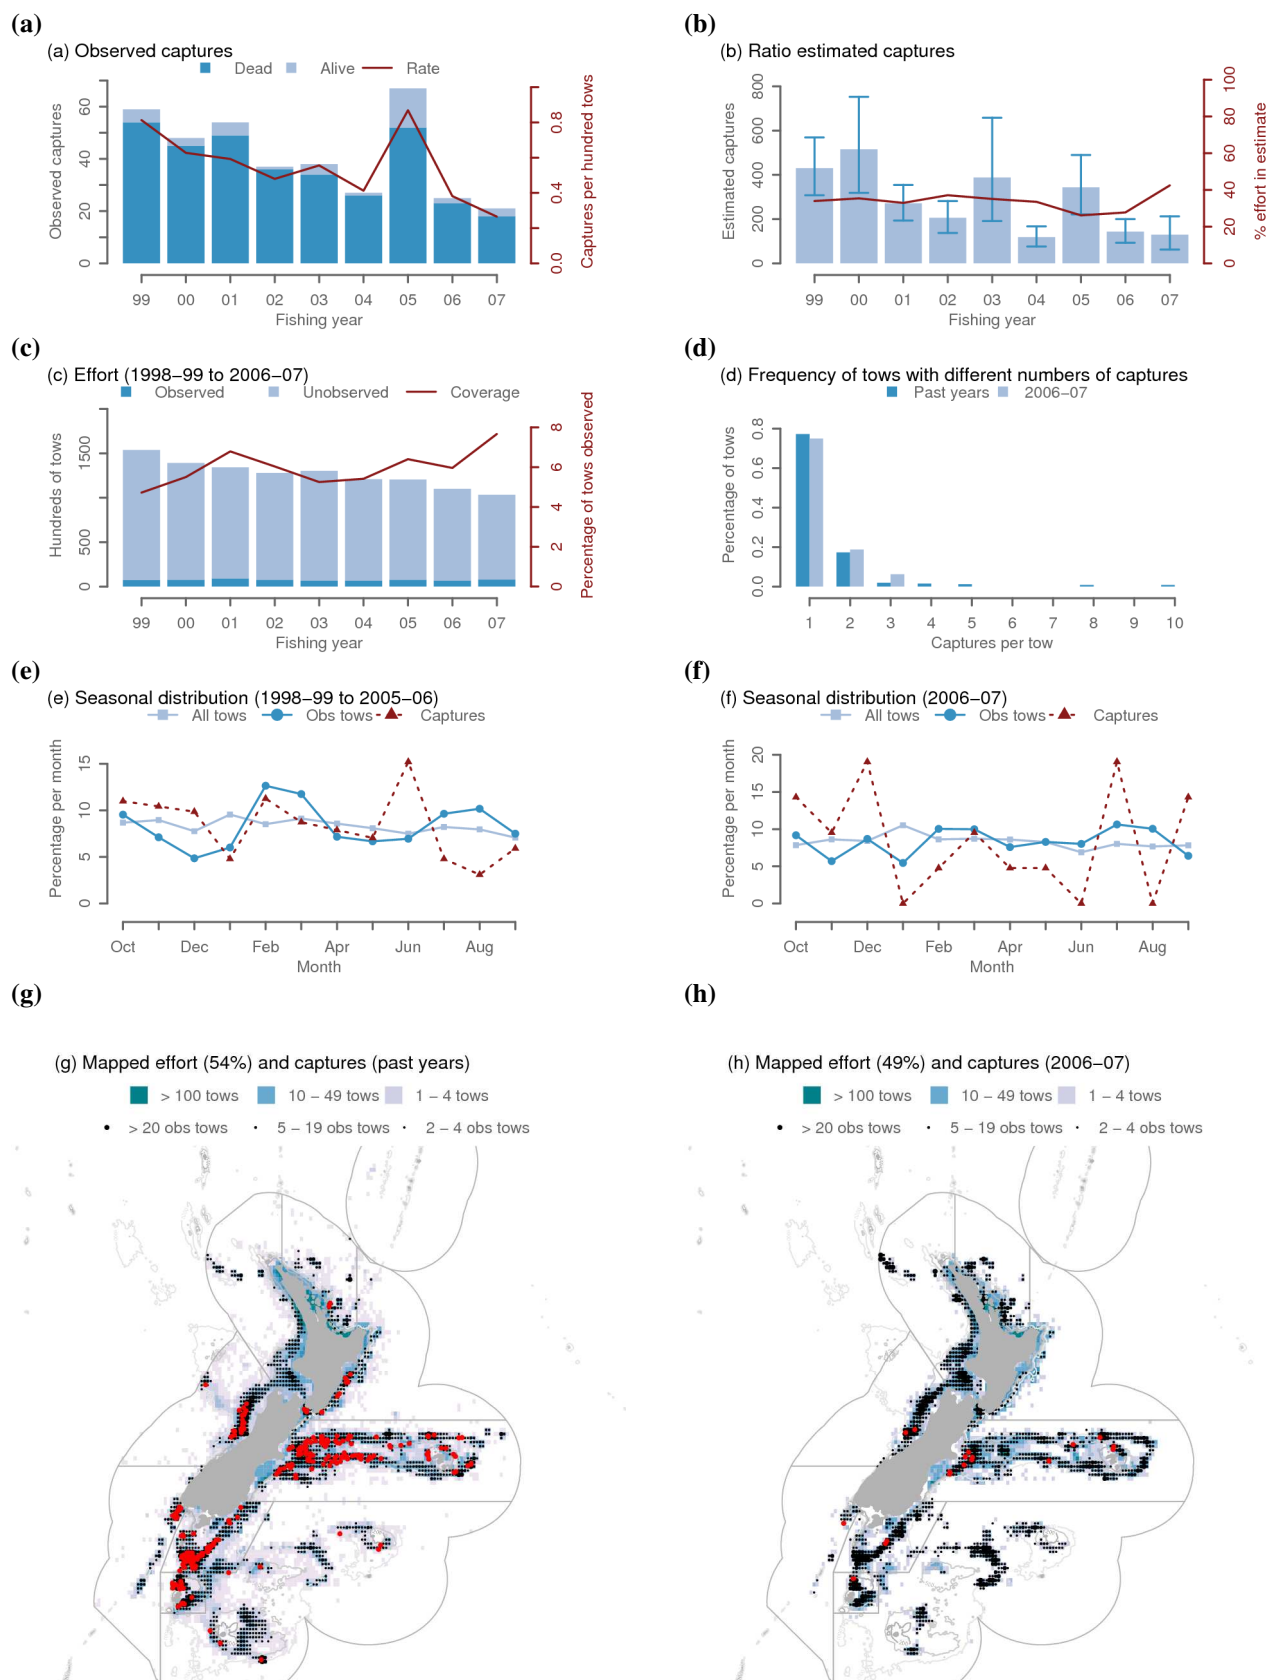 (a)
(a) Observed captures
Dead Alive Rate
Observed captures
0 20 40 60
Captures per hundred tows
0.0 0.4 0.8
99 00 01 02 03 04 05 06 07
Fishing year
(b)
(b) Ratio estimated captures
Estimated captures
0 200 400 600 800
% effort in estimate
0 20 40 60 80 100
99 00 01 02 03 04 05 06 07
Fishing year
(c)
(c) Effort (1998–99 to 2006–07)
Observed Unobserved Coverage
Hundreds of tows
0 500 1500
Percentage of tows observed
0 2 4 6 8
99 00 01 02 03 04 05 06 07
Fishing year
(d)
(d) Frequency of tows with different numbers of captures
Past years 2006–07
Percentage of tows
0.0 0.2 0.4 0.6 0.8
1 2 3 4 5 6 7 8 9 10
Captures per tow
(e)
(e) Seasonal distribution (1998–99 to 2005–06)
All tows Obs tows Captures
Percentage per month
0 5 10 15
Oct Dec Feb Apr Jun Aug
Month
(f)
(f) Seasonal distribution (2006–07)
All tows Obs tows Captures
Percentage per month
0 5 10 15 20
Oct Dec Feb Apr Jun Aug
Month
(g)
(g) Mapped effort (54%) and captures (past years)
> 100 tows 10 – 49 tows 1 – 4 tows
> 20 obs tows 5 – 19 obs tows 2 – 4 obs tows
(h)
(h) Mapped effort (49%) and captures (2006–07)
> 100 tows 10 – 49 tows 1 – 4 tows
> 20 obs tows 5 – 19 obs tows 2 – 4 obs tows